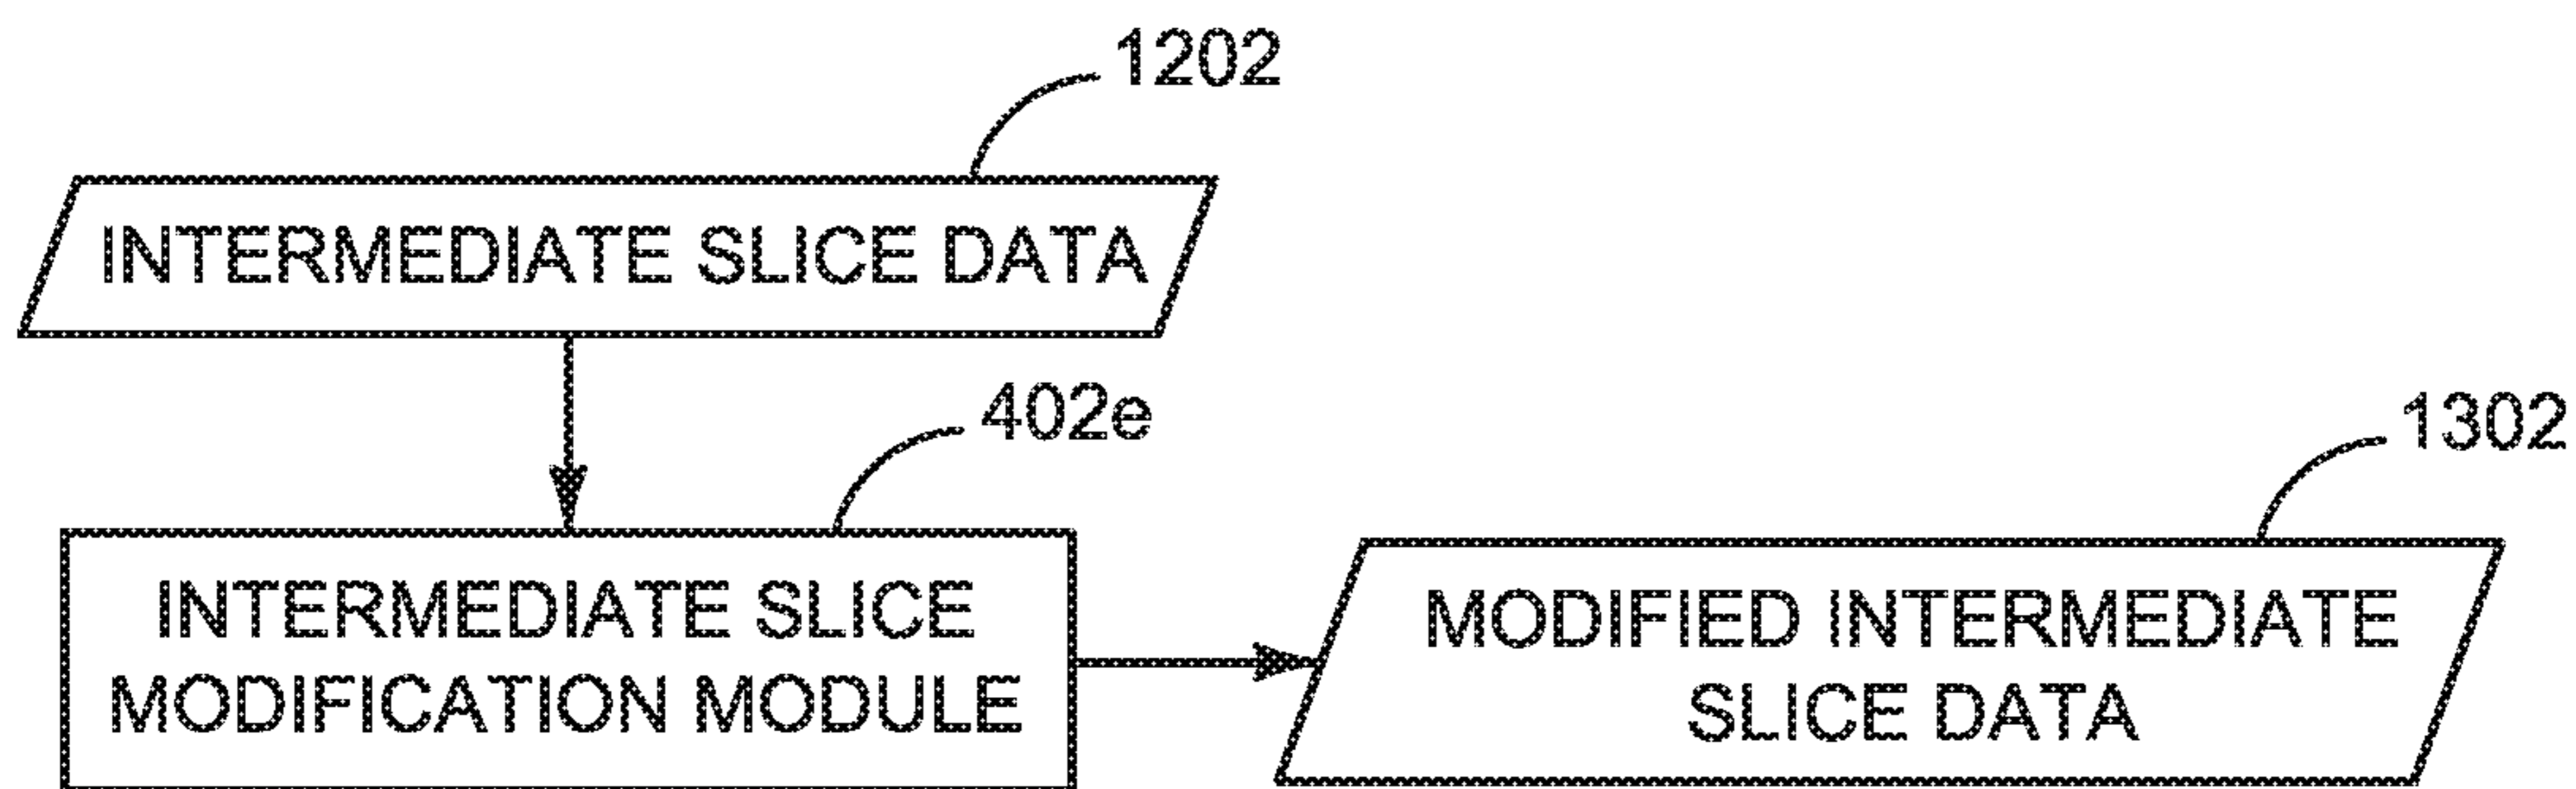 1202
INTERMEDIATE SLICE DATA
402e
1302
INTERMEDIATE SLICE
MODIFICATION MODULE
MODIFIED INTERMEDIATE
SLICE DATA